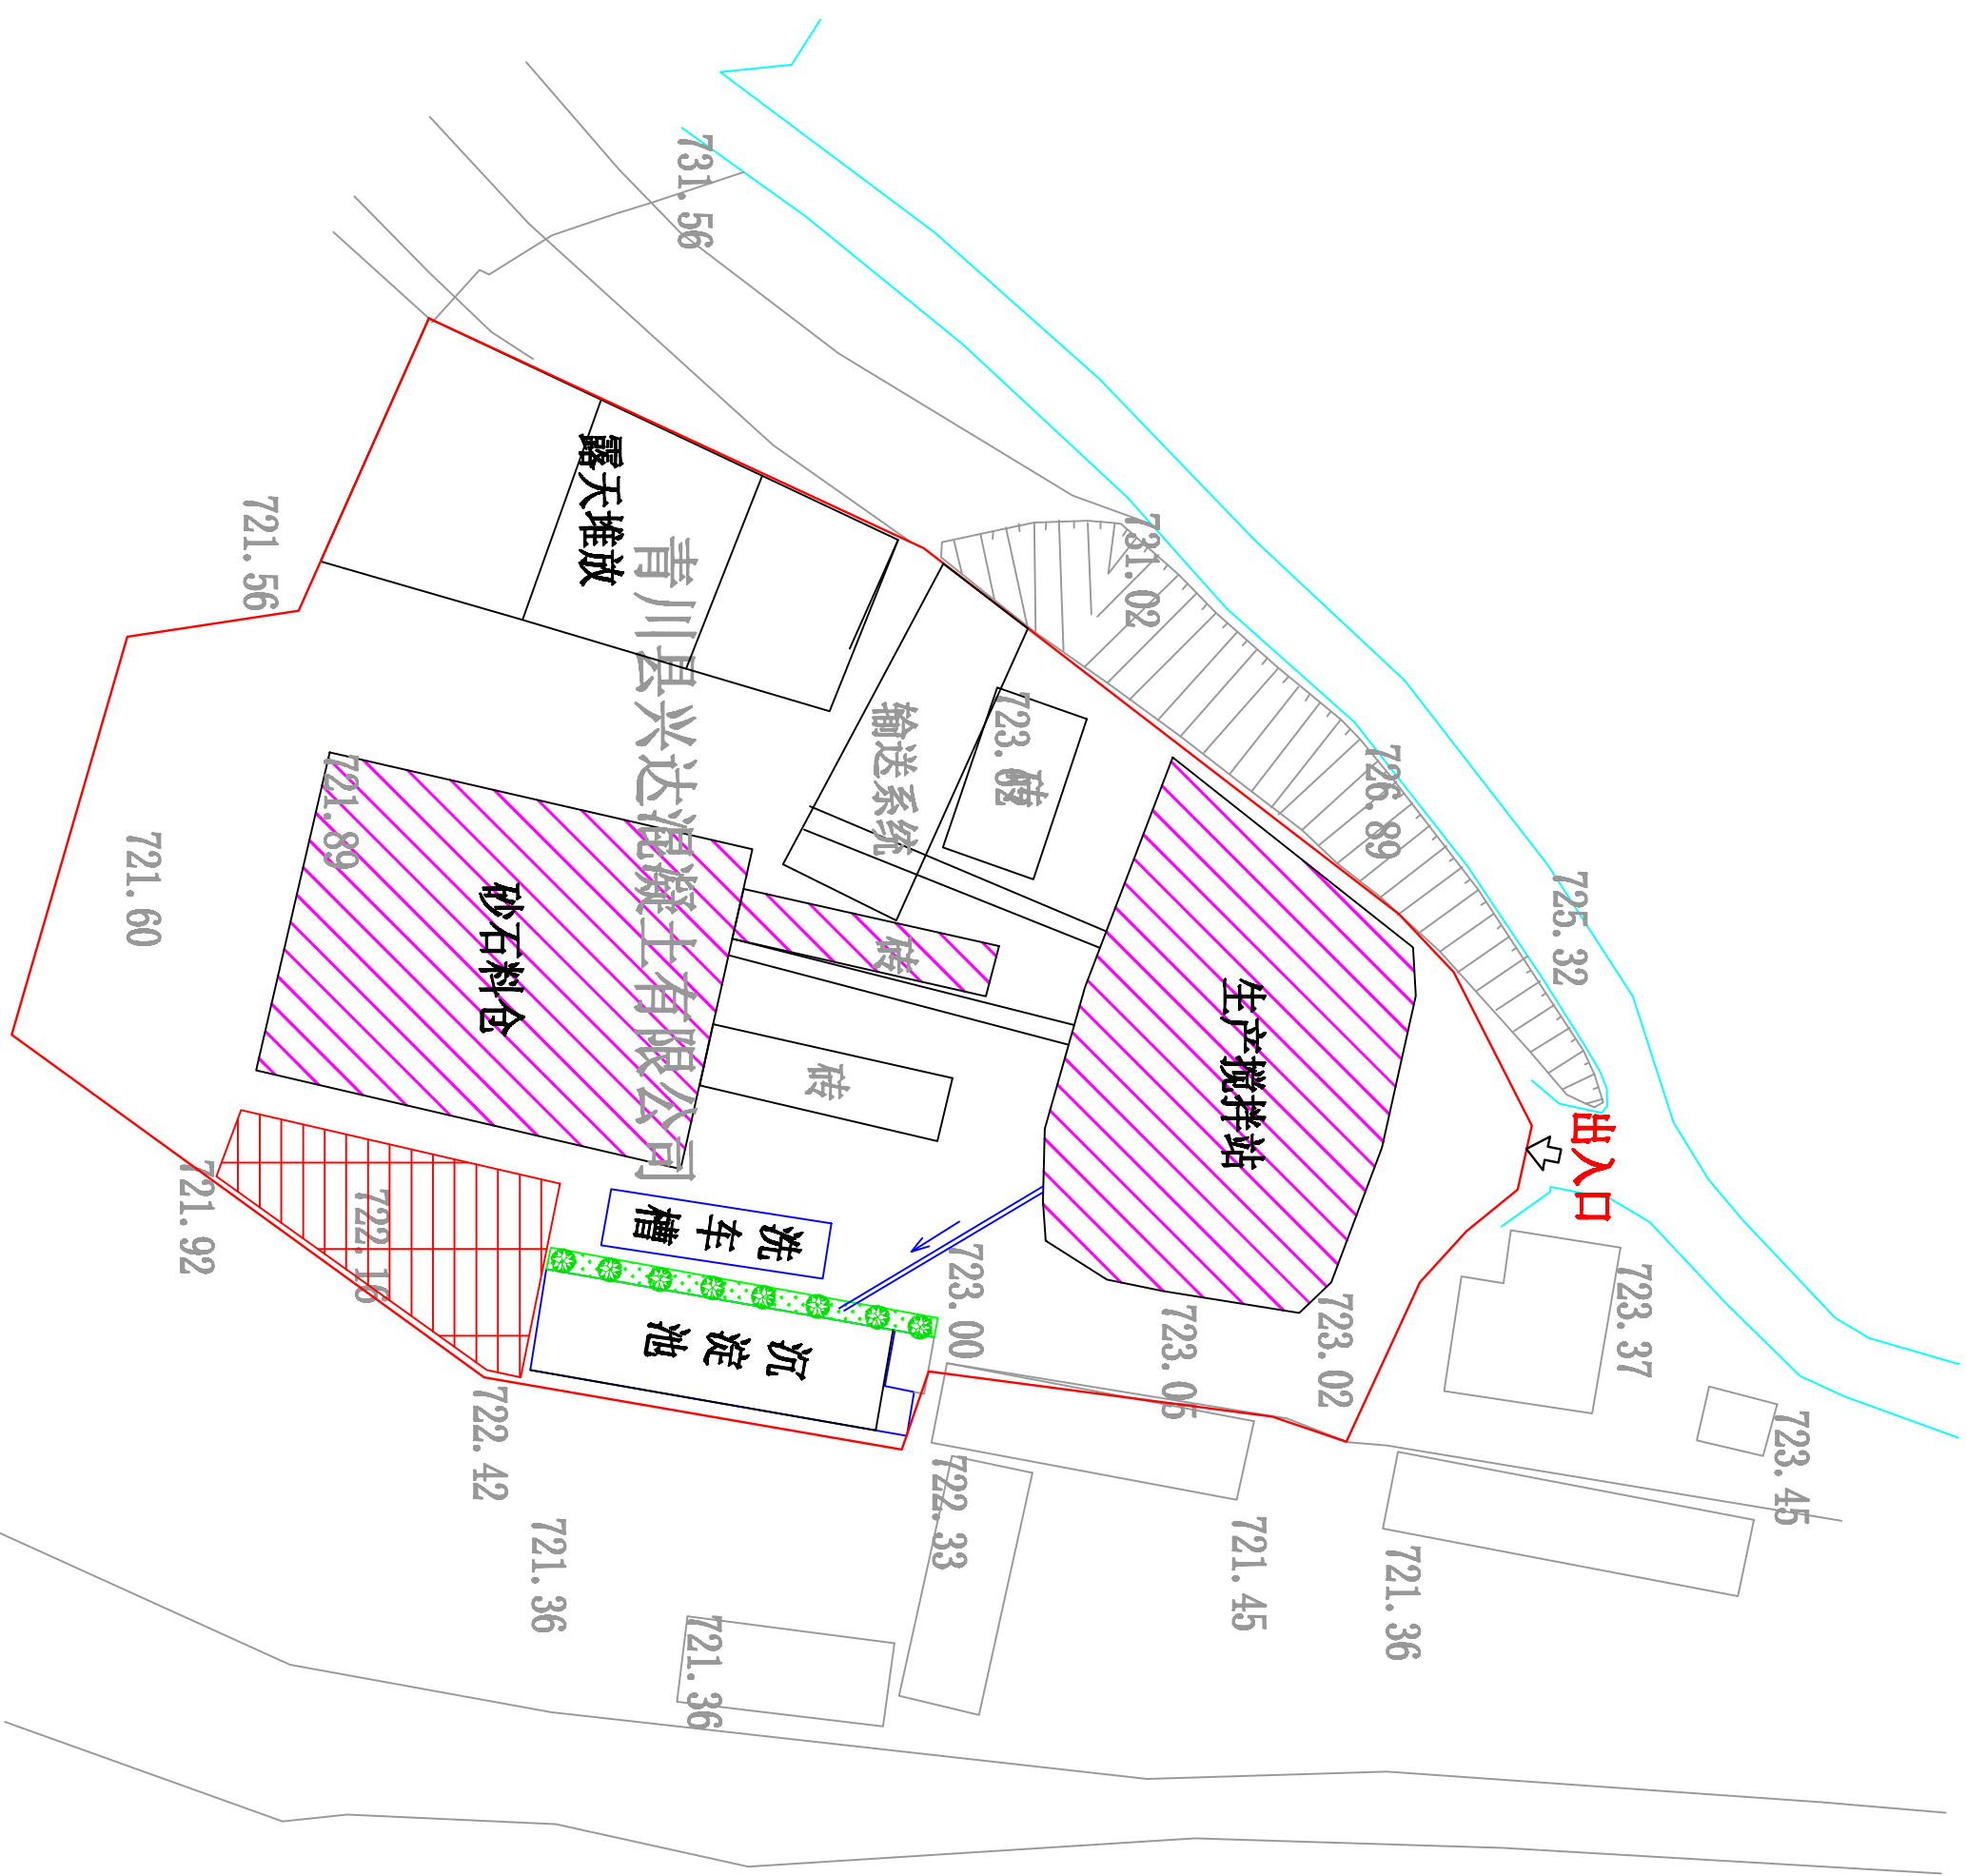 731.56
露天堆放
721.56
731.02
青川县兴达混凝土有限公司
输送系统
723.02
砖
726.89
721.89
721.60
砂石料仓
725.32
砖
生产搅拌站
砖
出入口
721.92
722.10
洗车槽
723.00
723.37
沉淀池
723.05
723.02
722.42
723.45
722.33
721.36
721.45
721.36
721.36